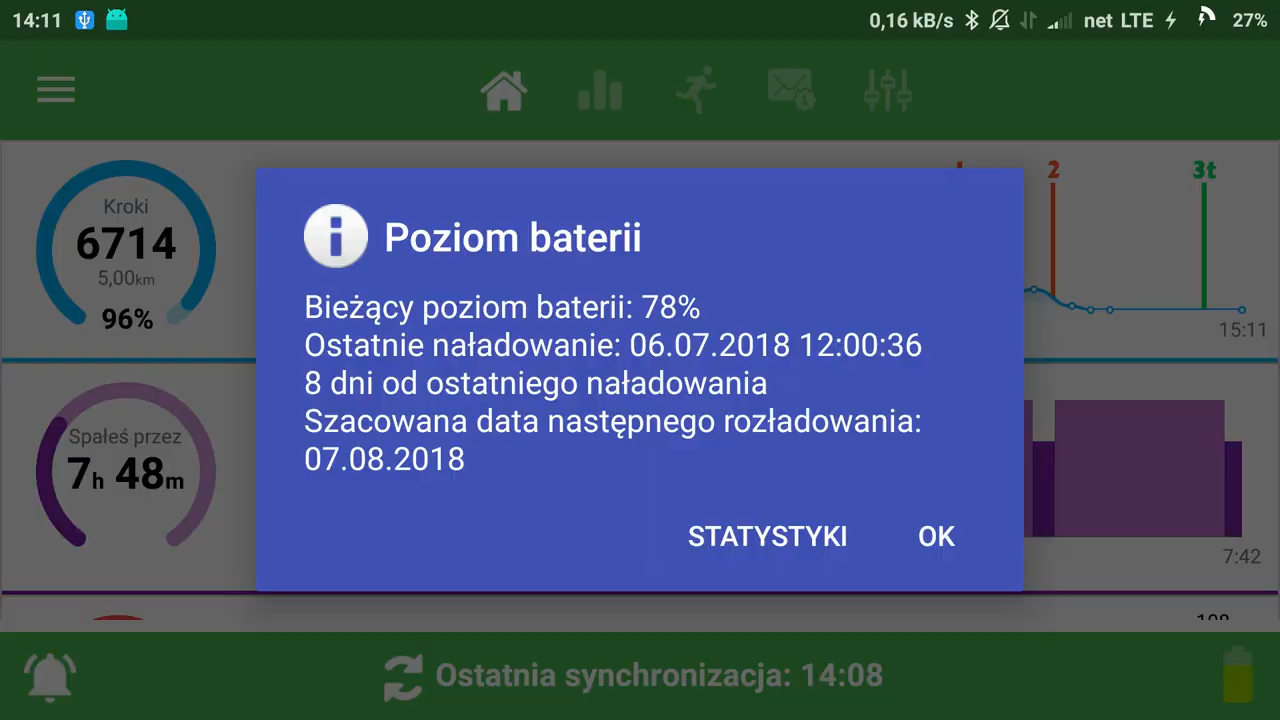 14:11 0,16 kB/s net LTE 27%
Kroki
6714
5,00km
96%
2
3t
15:11
Poziom baterii
Bieżący poziom baterii: 78%
Ostatnie naładowanie: 06.07.2018 12:00:36
8 dni od ostatniego naładowania
Szacowana data następnego rozładowania:
07.08.2018
STATYSTYKI OK
Spałeś przez
7h 48m
7:42
Ostatnia synchronizacja: 14:08